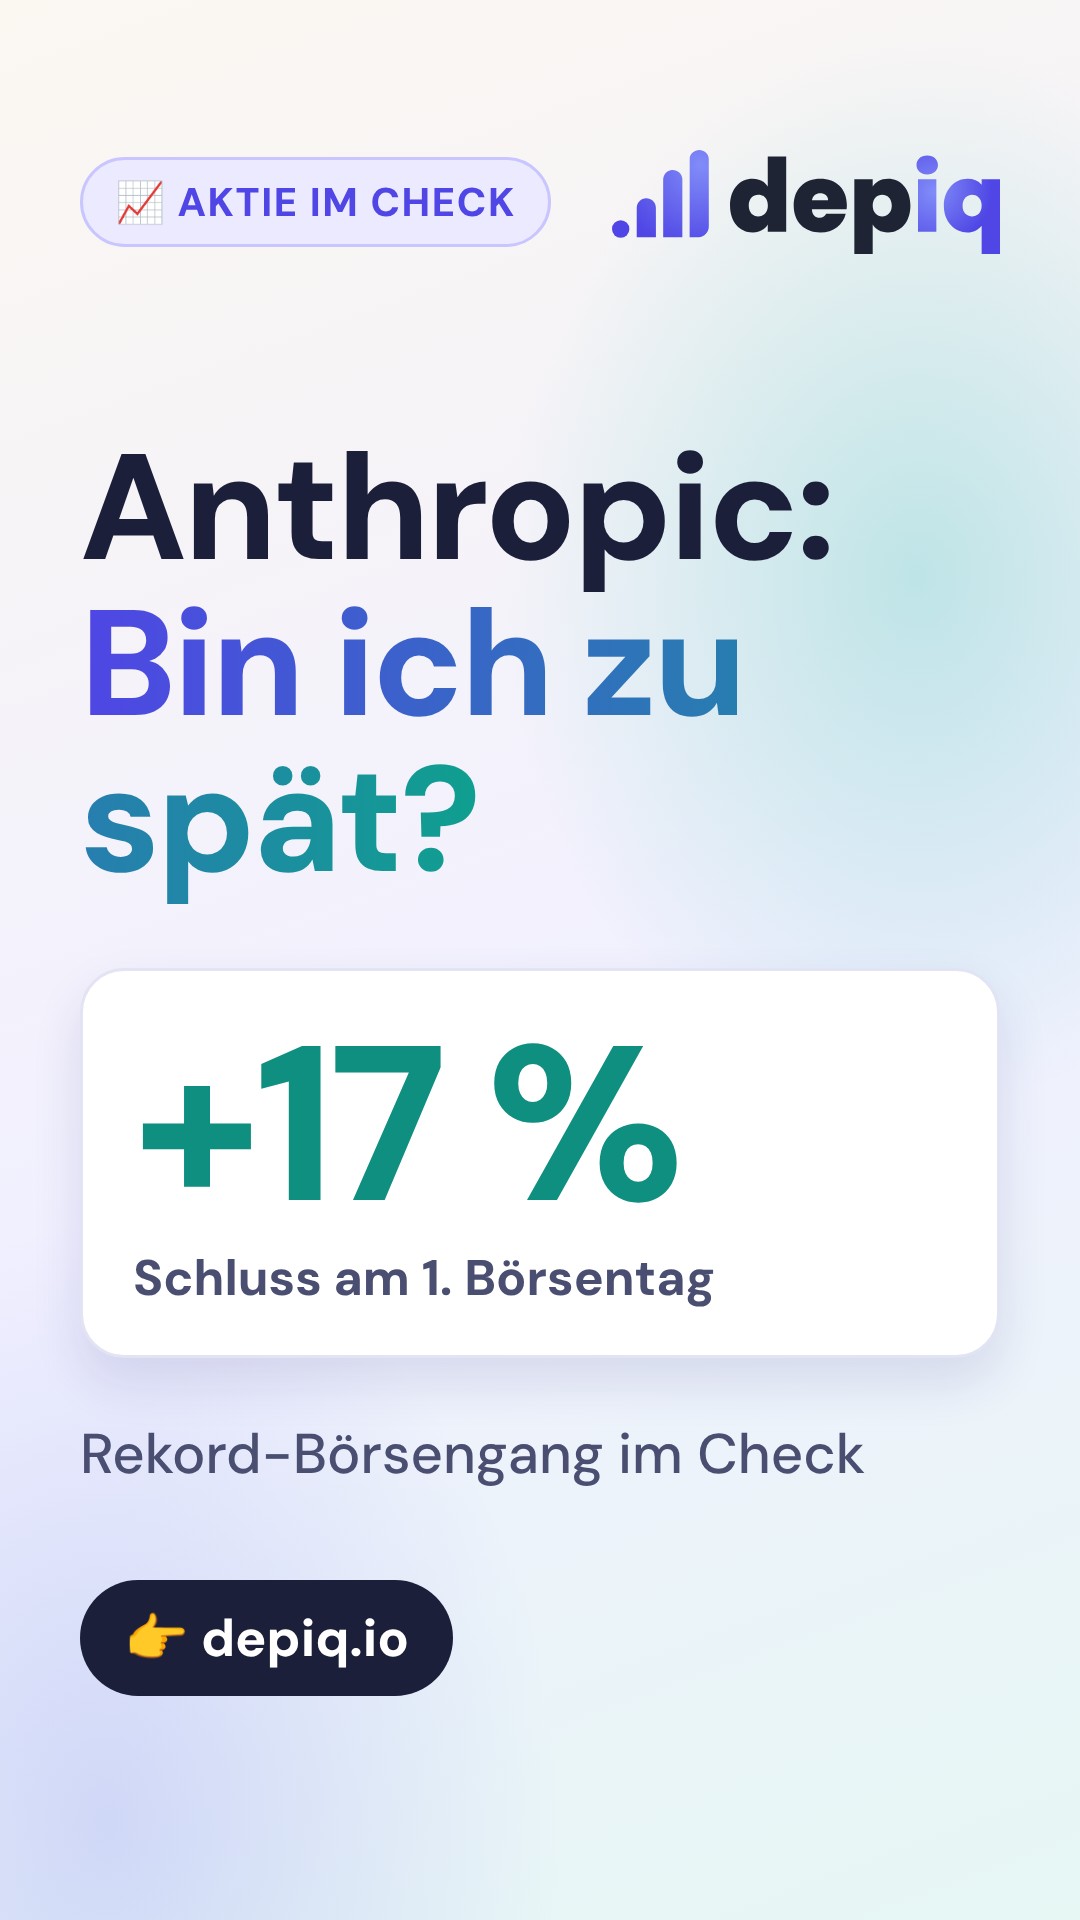 📈 AKTIE IM CHECK
depiq
Anthropic:
Bin ich zu
spät?
+17 %
Schluss am 1. Börsentag
Rekord-Börsengang im Check
👉 depiq.io